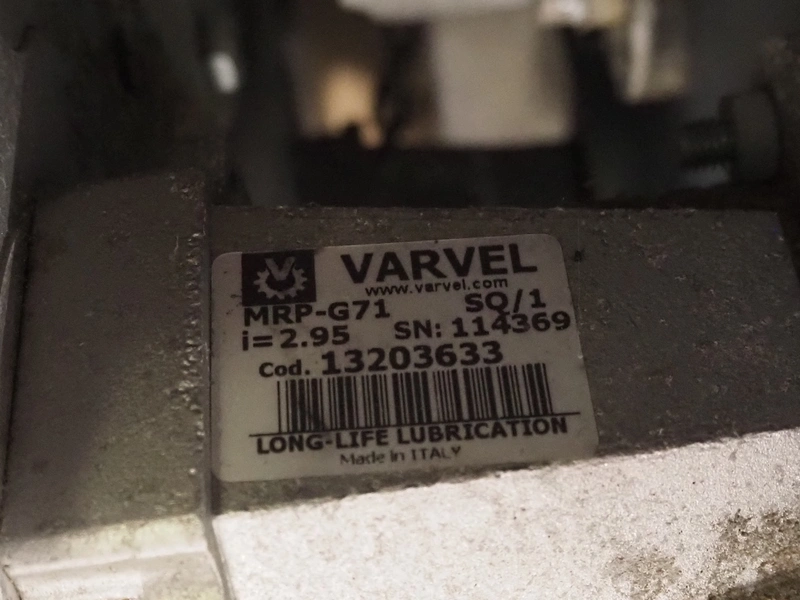 VARVEL
www.varvel.com
MRP-G71 SQ/1
i=2.95 SN: 114369
Cod. 13203633
LONG-LIFE LUBRICATION
Made in ITALY